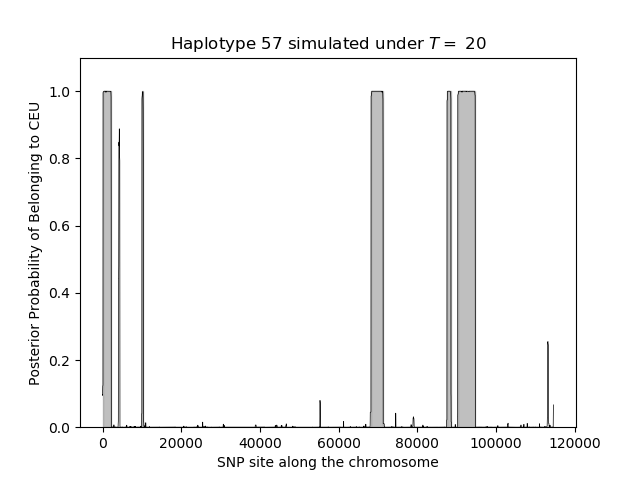 Haplotype 57 simulated under T = 20
Posterior Probability of Belonging to CEU
1.0
0.8
0.6
0.4
0.2
0.0
0 20000 40000 60000 80000 100000 120000
SNP site along the chromosome